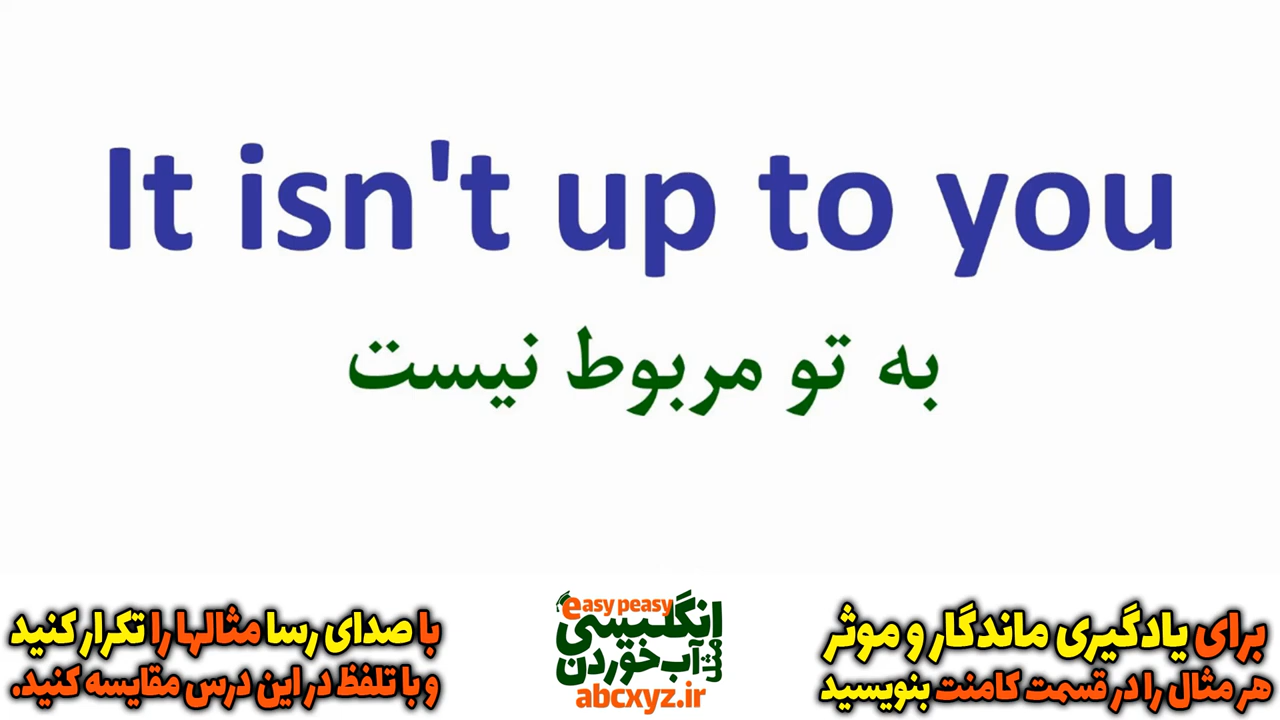 It isn't up to you
به تو مربوط نیست
برای یادگیری ماندگار و موثر
هر مثال را در قسمت کامنت بنویسید
easy peasy
انگلیسی
مثل
آب خوردن
abcxyz.ir
با صدای رسا مثالها را تکرار کنید
و با تلفظ در این درس مقایسه کنید.